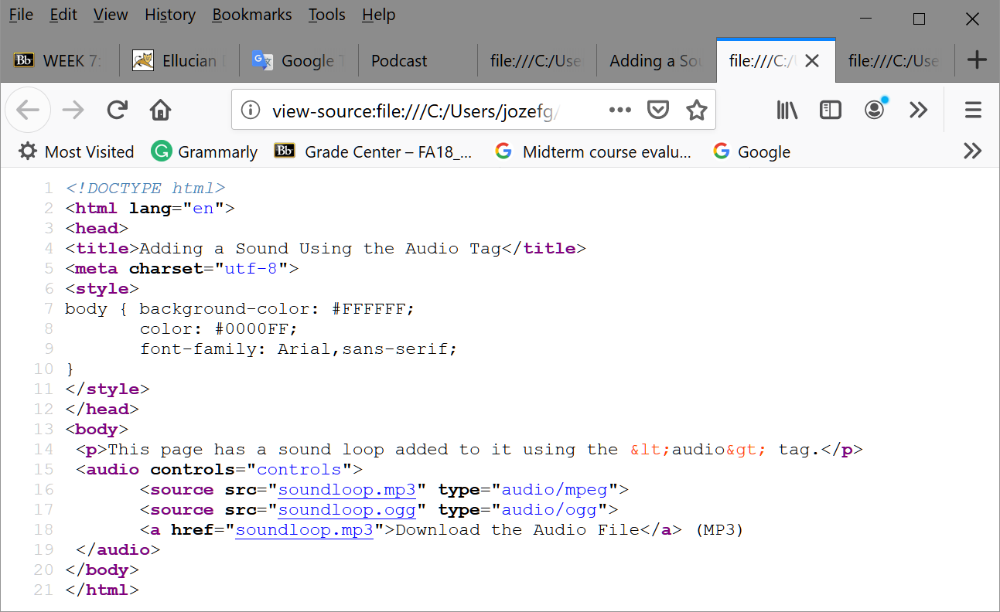 File Edit View History Bookmarks Tools Help
Bb WEEK 7: Ellucian Google Podcast file:///C:/Use Adding a So file:///C:/ file:///C:/Use
view-source:file:///C:/Users/jozefg/
Most Visited G Grammarly Bb Grade Center – FA18_... G Midterm course evalu... G Google
1 <!DOCTYPE html>
2 <html lang="en">
3 <head>
4 <title>Adding a Sound Using the Audio Tag</title>
5 <meta charset="utf-8">
6 <style>
7 body { background-color: #FFFFFF;
8 color: #0000FF;
9 font-family: Arial,sans-serif;
10 }
11 </style>
12 </head>
13 <body>
14 <p>This page has a sound loop added to it using the &lt;audio&gt; tag.</p>
15 <audio controls="controls">
16 <source src="soundloop.mp3" type="audio/mpeg">
17 <source src="soundloop.ogg" type="audio/ogg">
18 <a href="soundloop.mp3">Download the Audio File</a> (MP3)
19 </audio>
20 </body>
21 </html>